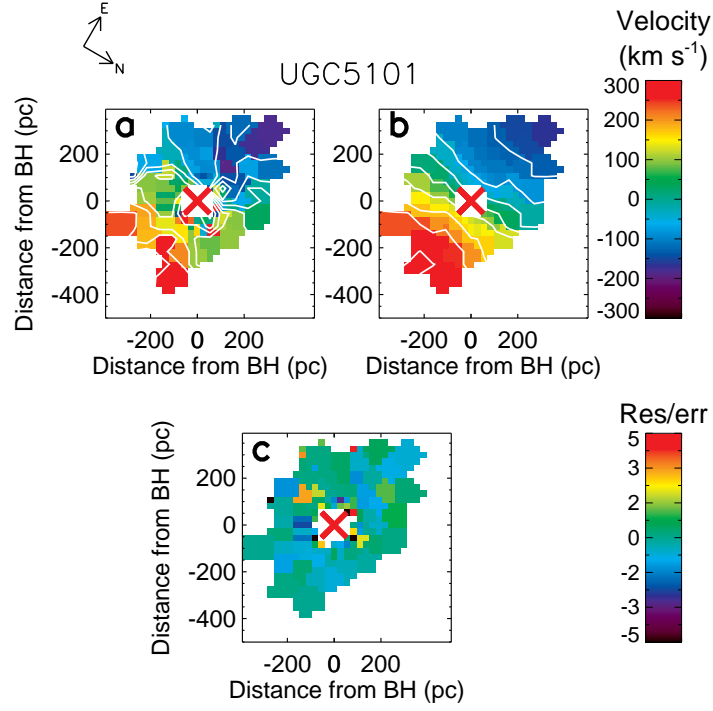 E
N
UGC5101
Velocity
(km s⁻¹)
a
b
Distance from BH (pc)
200
0
-200
-400
-200 0 200
Distance from BH (pc)
200
0
-200
-400
-200 0 200
Distance from BH (pc)
300
200
100
0
-100
-200
-300
c
Distance from BH (pc)
200
0
-200
-400
-200 0 200
Distance from BH (pc)
Res/err
5
3
2
0
-2
-3
-5